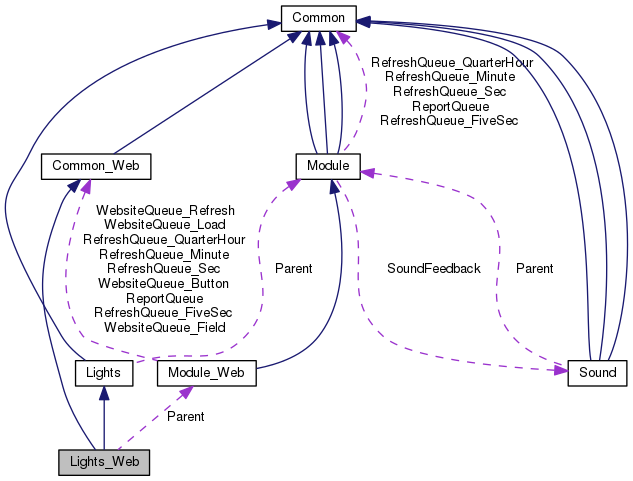 Common
RefreshQueue_QuarterHour
RefreshQueue_Minute
RefreshQueue_Sec
ReportQueue
RefreshQueue_FiveSec
Common_Web
Module
WebsiteQueue_Refresh
WebsiteQueue_Load
RefreshQueue_QuarterHour
RefreshQueue_Minute
RefreshQueue_Sec
WebsiteQueue_Button
ReportQueue
RefreshQueue_FiveSec
WebsiteQueue_Field
Parent
SoundFeedback
Parent
Lights
Module_Web
Sound
Parent
Lights_Web